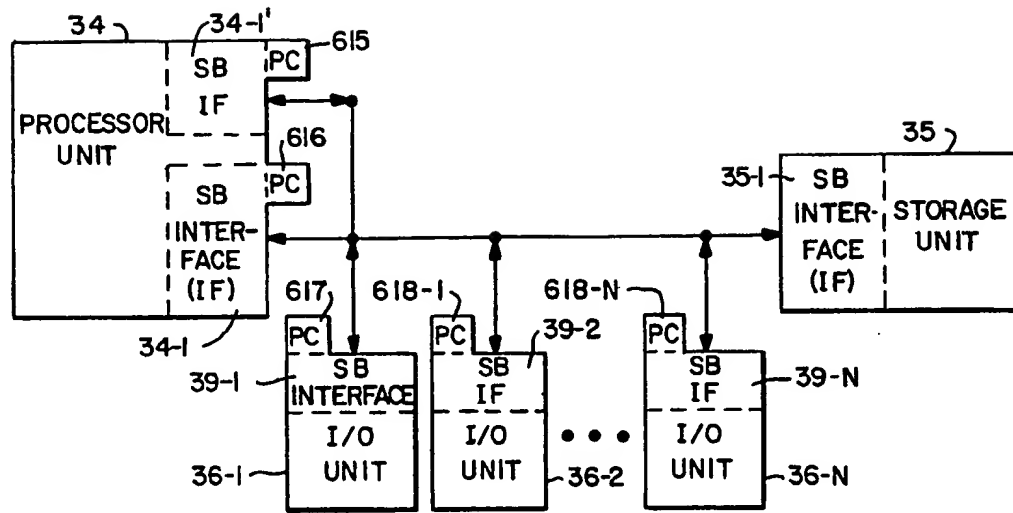 34
34-1'
615
SB
IF
PC
PROCESSOR
UNIT
616
PC
SB
INTER-
FACE
(IF)
34-1
35
35-1
SB
INTER-
FACE
(IF)
STORAGE
UNIT
617
PC
39-1
SB
INTERFACE
I/O
UNIT
36-1
618-1
PC
39-2
SB
IF
I/O
UNIT
36-2
618-N
PC
SB
IF
39-N
I/O
UNIT
36-N